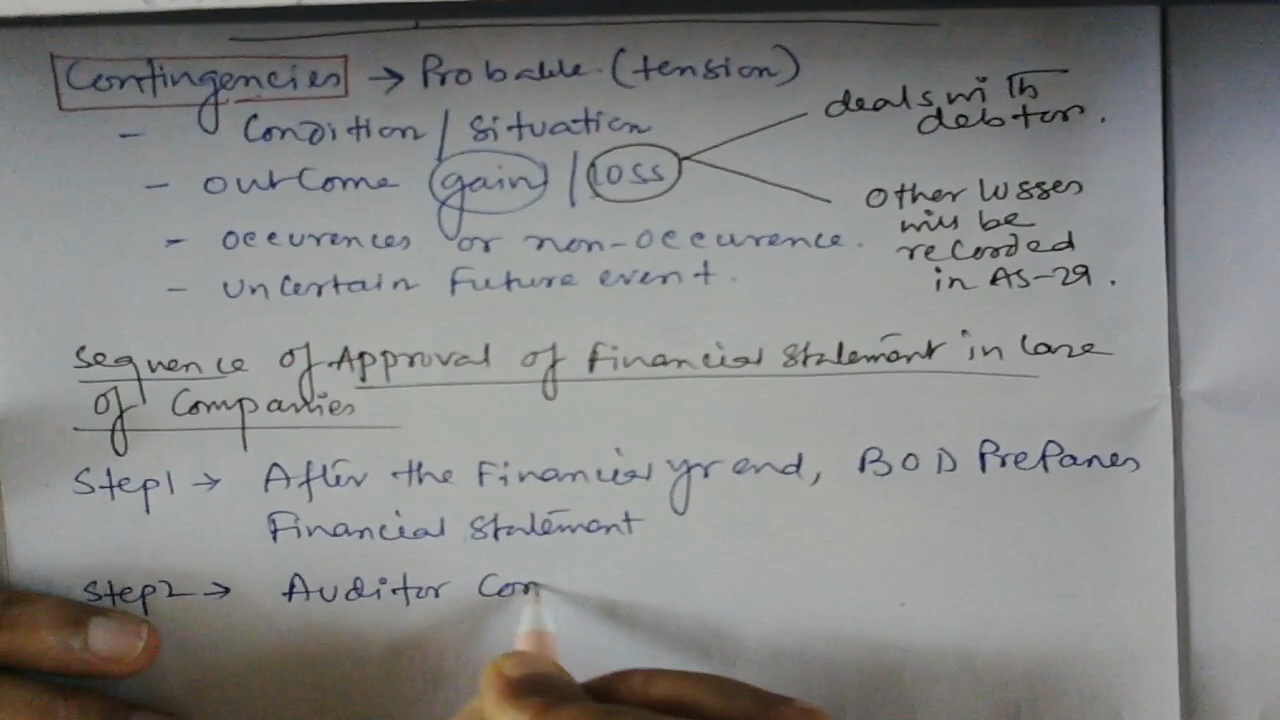 Contingencies → Probable (tension)
- Condition / Situation
- outcome gain / loss
deals with
debtor.
- occurences or non-occurence.
- uncertain future event.
Other losses
will be
recorded
in AS-29.
Sequence of Approval of Financial Statement in Case
of Companies
Step1 → After the Financial yr end, BOD Prepares
Financial Statement
Step2 → Auditor Con